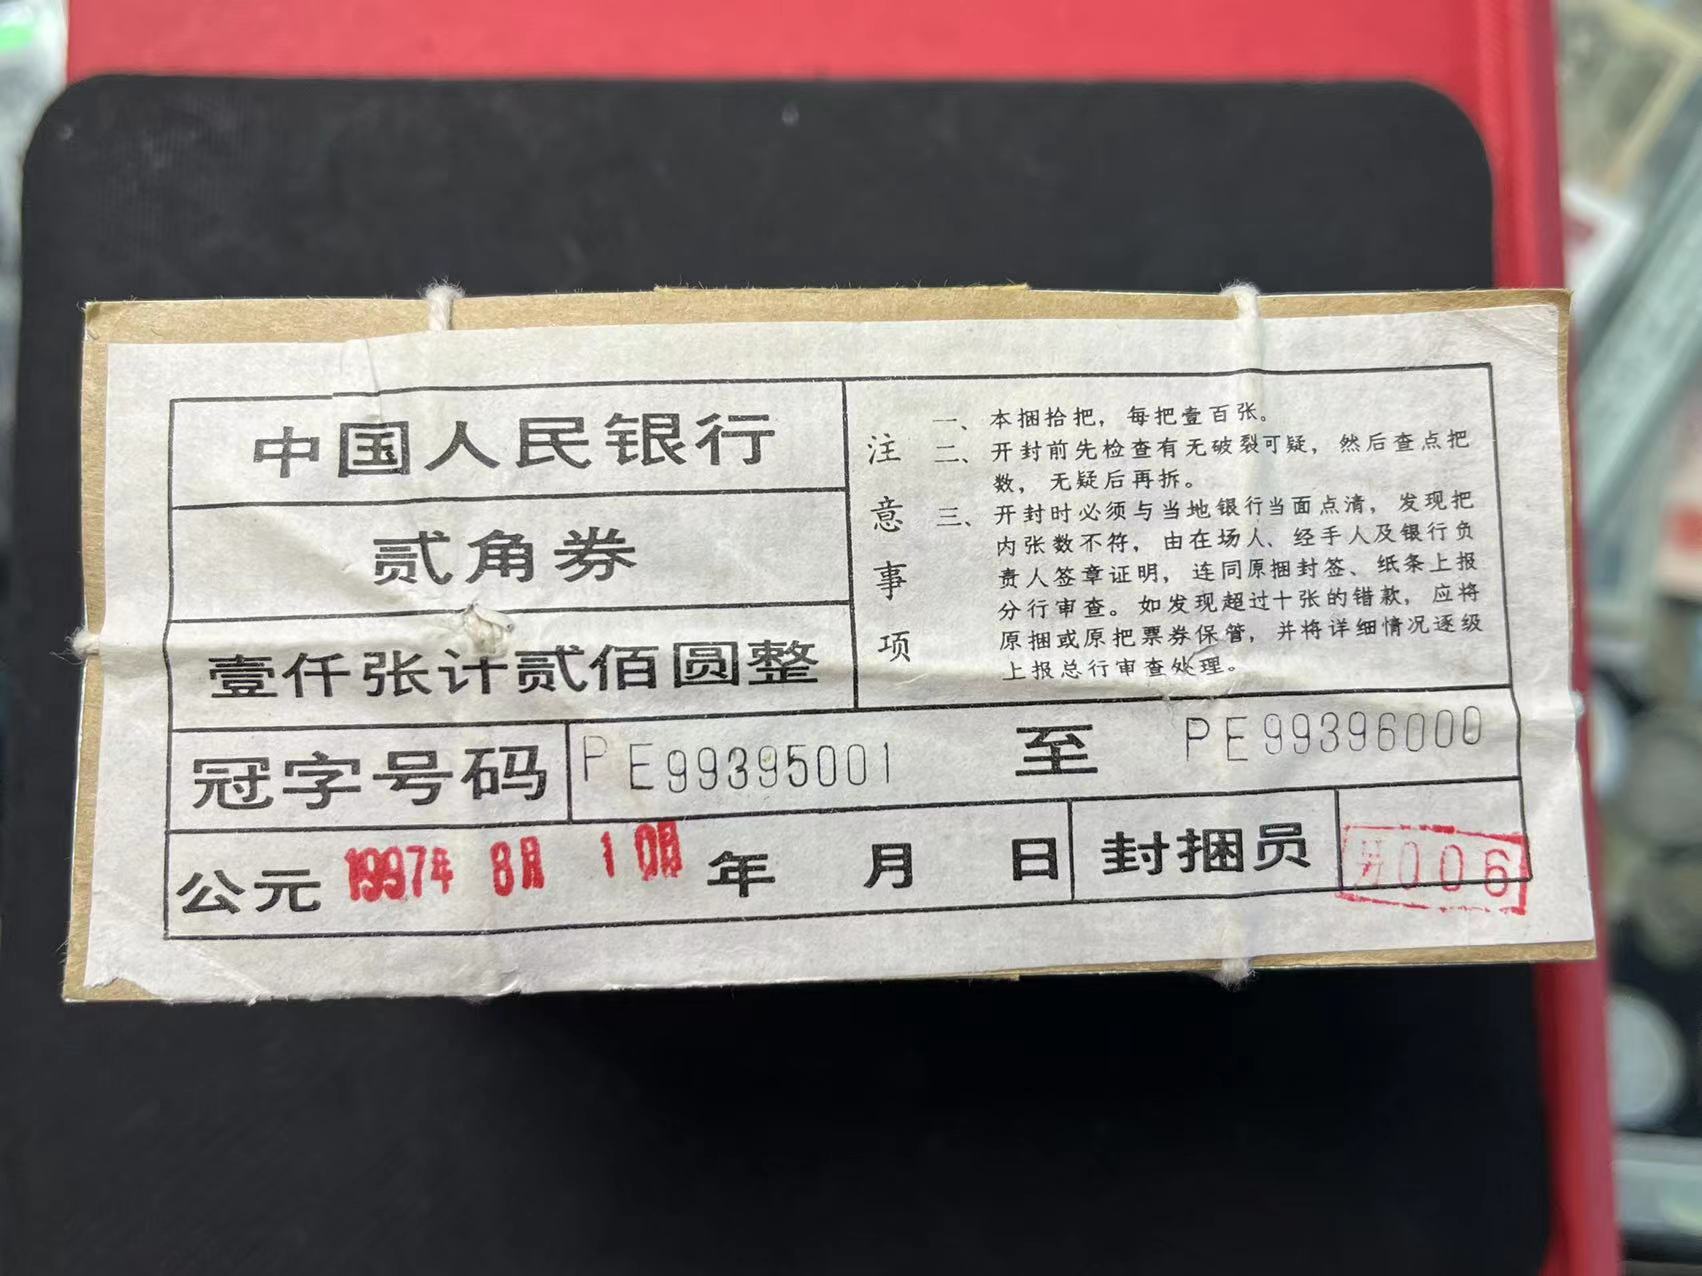 中国人民银行
贰角券
壹仟张计贰佰圆整
注意事项
一、本捆拾把，每把壹百张。
二、开封前先检查有无破裂可疑，然后查点把
数，无疑后再拆。
三、开封时必须与当地银行当面点清，发现把
内张数不符，由在场人、经手人及银行负
责人签章证明，连同原捆封签、纸条上报
分行审查。如发现超过十张的错款，应将
原捆或原把票券保管，并将详细情况逐级
上报总行审查处理。
冠字号码 PE99395001 至 PE99396000
公元 1997年 8月 10日 年 月 日 封捆员 006